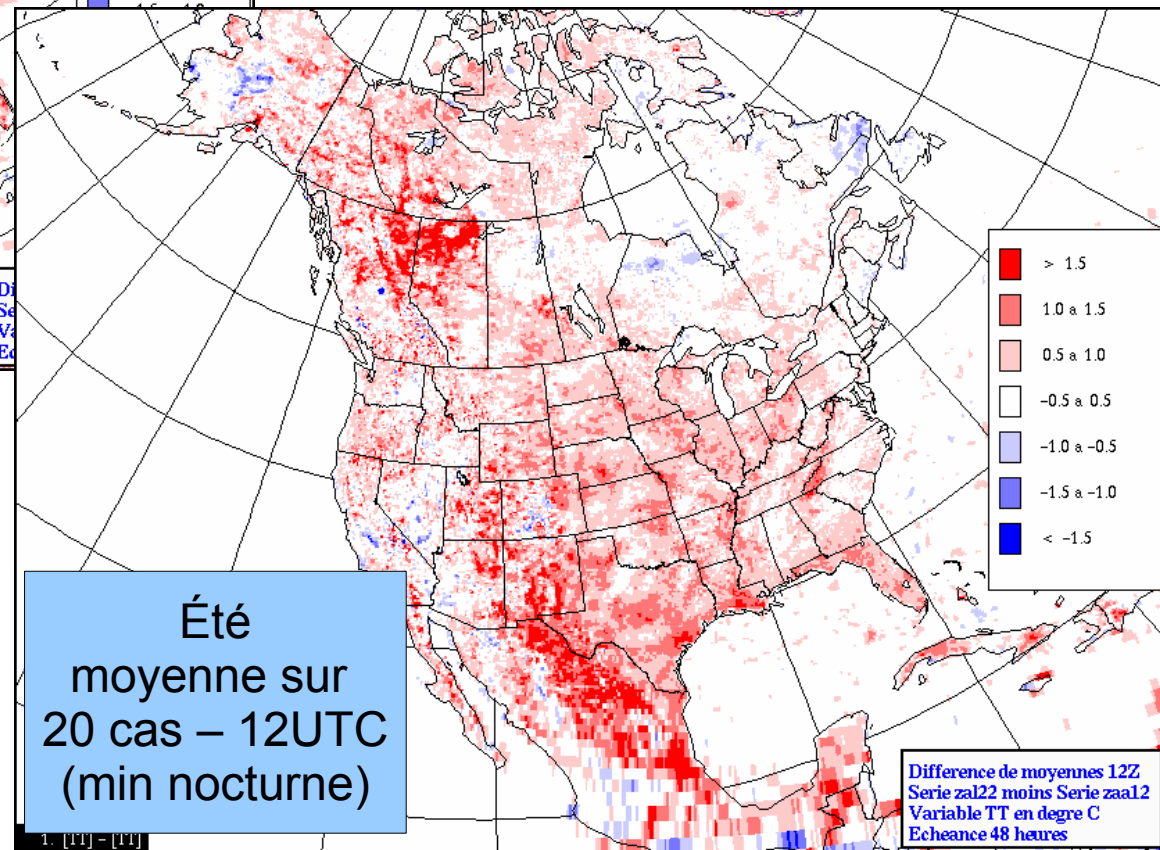 > 1.5
1.0 a 1.5
0.5 a 1.0
-0.5 a 0.5
-1.0 a -0.5
-1.5 a -1.0
< -1.5
Été
moyenne sur
20 cas – 12UTC
(min nocturne)
Difference de moyennes 12Z
Serie zal22 moins Serie zaa12
Variable TT en degre C
Echeance 48 heures
1. [TT] - [TT]